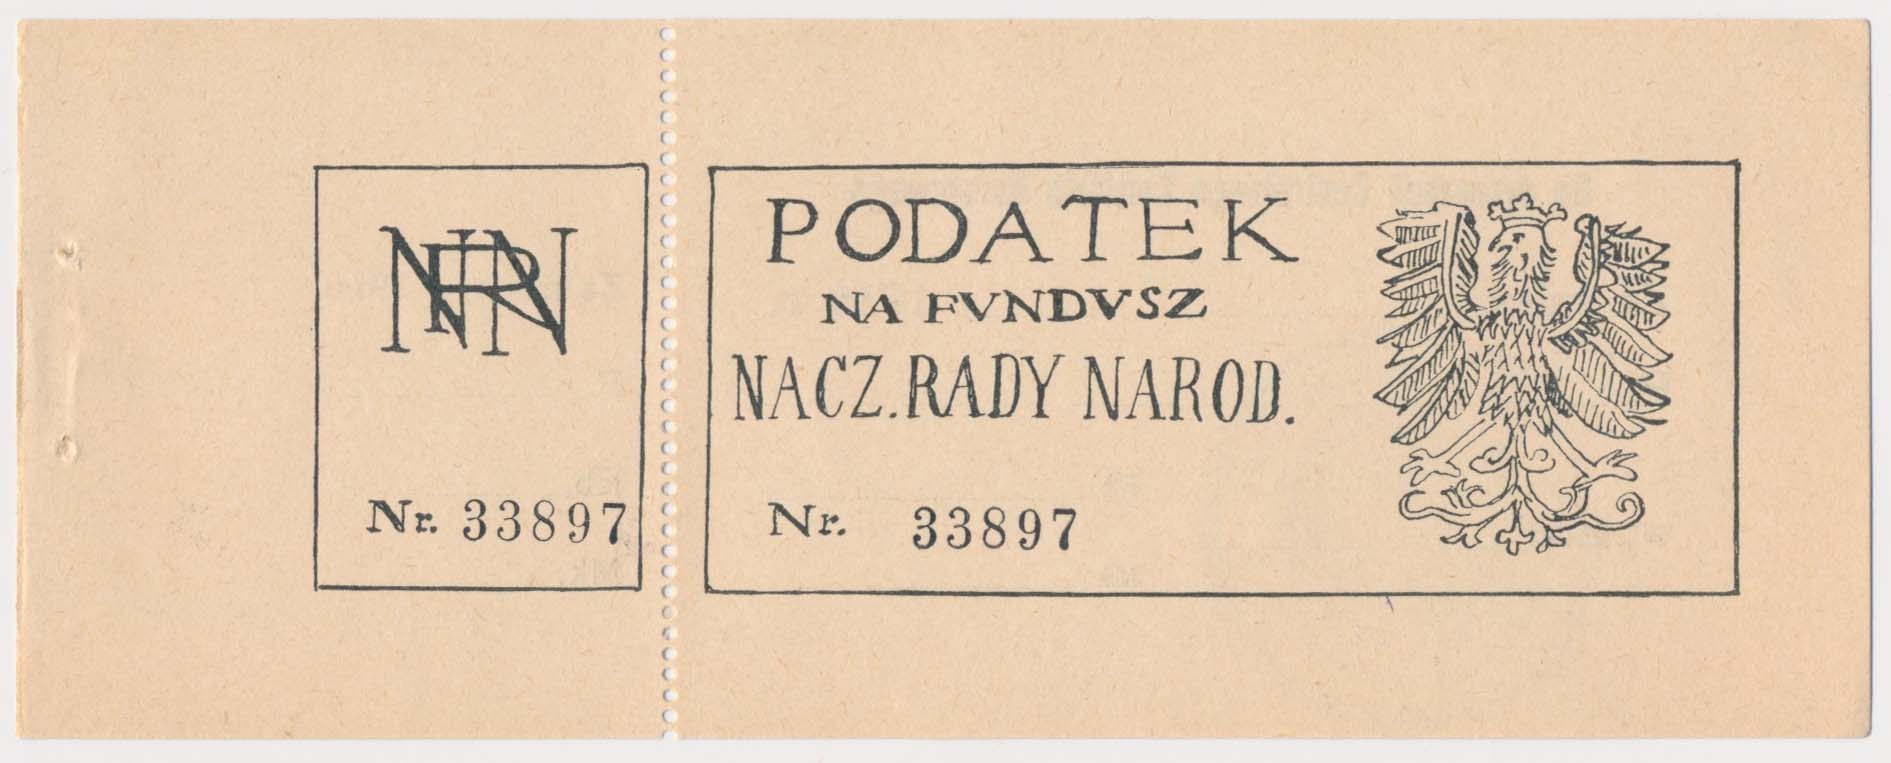 NRN
Nr. 33897
PODATEK
NA FVNDVSZ
NACZ. RADY NAROD.
Nr. 33897